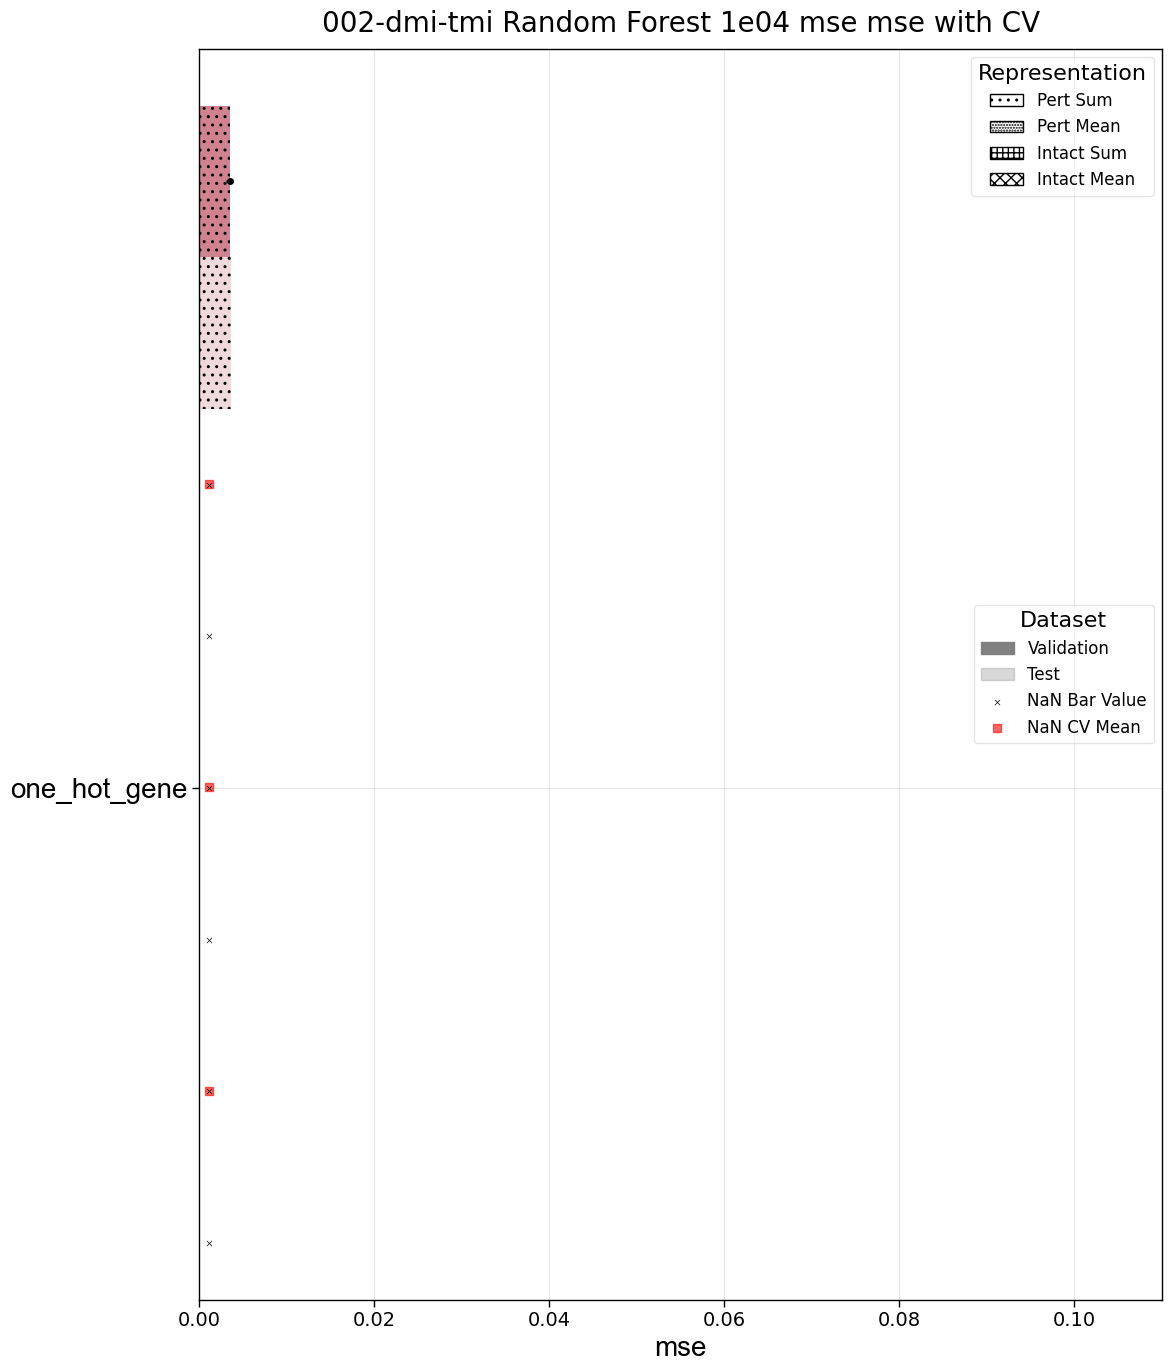 002-dmi-tmi Random Forest 1e04 mse mse with CV
Representation
Pert Sum
Pert Mean
Intact Sum
Intact Mean
Dataset
Validation
Test
NaN Bar Value
NaN CV Mean
one_hot_gene
0.00 0.02 0.04 0.06 0.08 0.10
mse